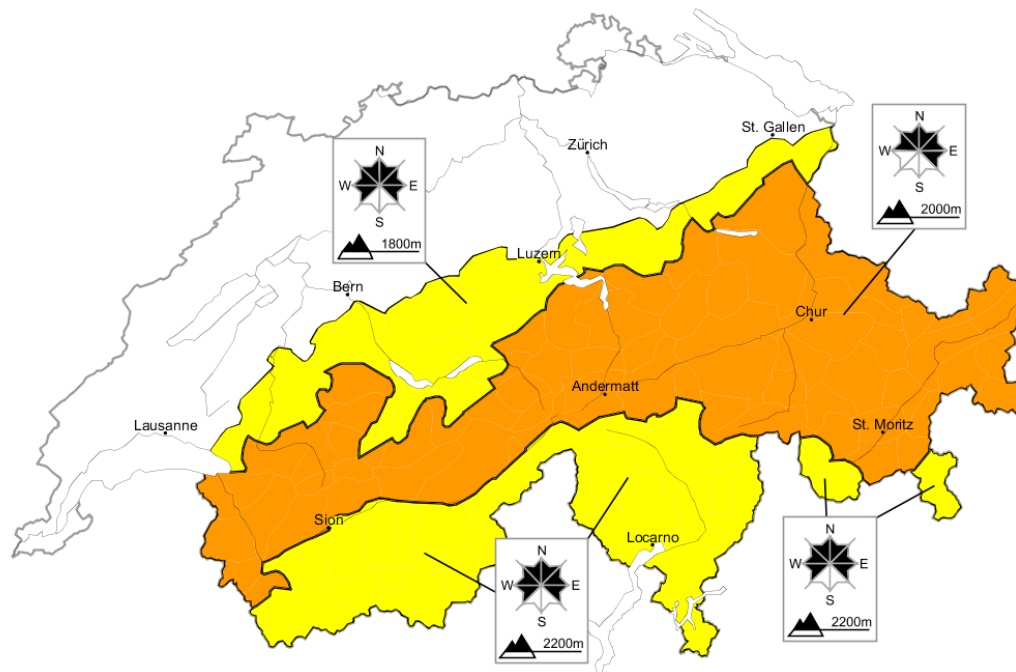 St. Gallen
Zürich
N
W E
S
2000m
N
W E
S
1800m
Luzern
Bern
Chur
Andermatt
Lausanne
St. Moritz
Sion
Locarno
N
W E
S
2200m
N
W E
S
2200m